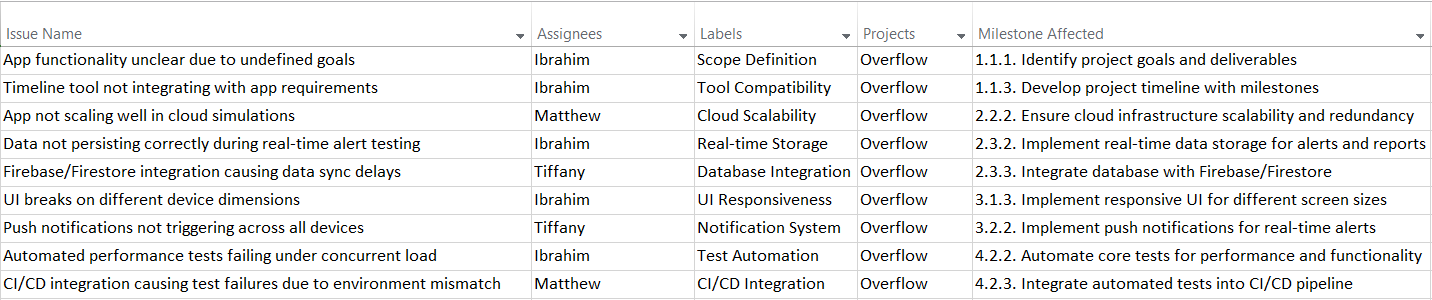 Issue Name Assignees Labels Projects Milestone Affected
App functionality unclear due to undefined goals Ibrahim Scope Definition Overflow 1.1.1. Identify project goals and deliverables
Timeline tool not integrating with app requirements Ibrahim Tool Compatibility Overflow 1.1.3. Develop project timeline with milestones
App not scaling well in cloud simulations Matthew Cloud Scalability Overflow 2.2.2. Ensure cloud infrastructure scalability and redundancy
Data not persisting correctly during real-time alert testing Ibrahim Real-time Storage Overflow 2.3.2. Implement real-time data storage for alerts and reports
Firebase/Firestore integration causing data sync delays Tiffany Database Integration Overflow 2.3.3. Integrate database with Firebase/Firestore
UI breaks on different device dimensions Ibrahim UI Responsiveness Overflow 3.1.3. Implement responsive UI for different screen sizes
Push notifications not triggering across all devices Tiffany Notification System Overflow 3.2.2. Implement push notifications for real-time alerts
Automated performance tests failing under concurrent load Ibrahim Test Automation Overflow 4.2.2. Automate core tests for performance and functionality
CI/CD integration causing test failures due to environment mismatch Matthew CI/CD Integration Overflow 4.2.3. Integrate automated tests into CI/CD pipeline